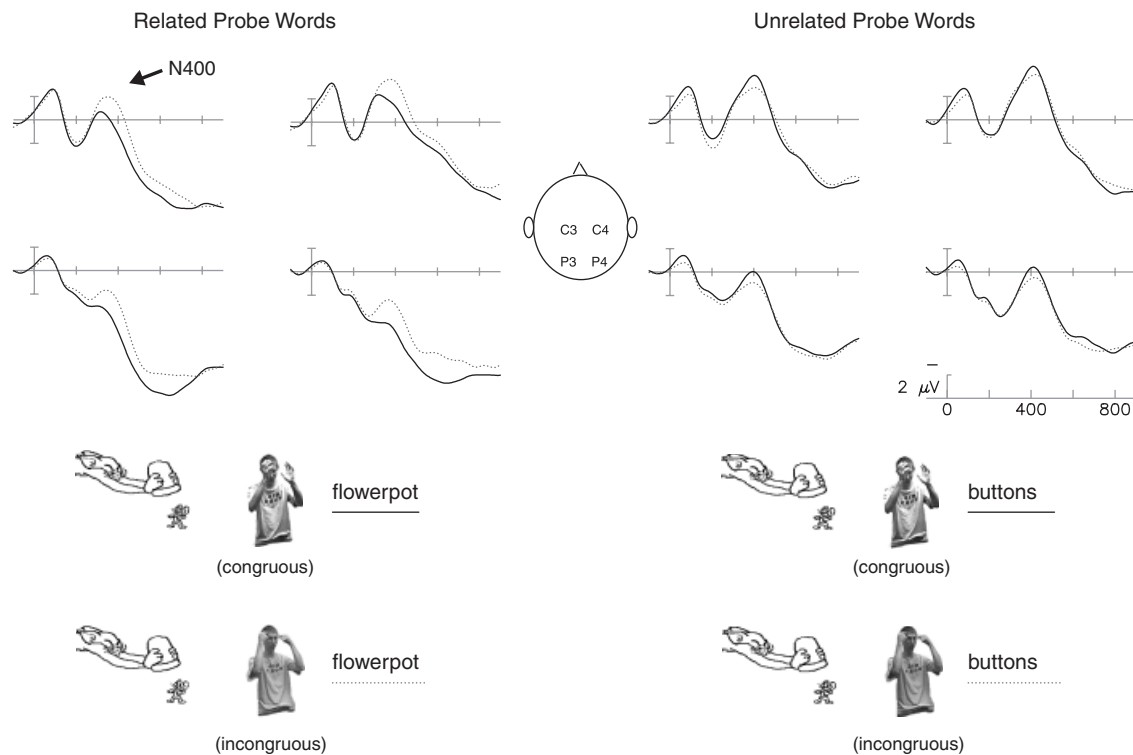 Related Probe Words
Unrelated Probe Words
N400
C3 C4
P3 P4
2 μV
0 400 800
flowerpot
buttons
(congruous)
(congruous)
flowerpot
buttons
(incongruous)
(incongruous)